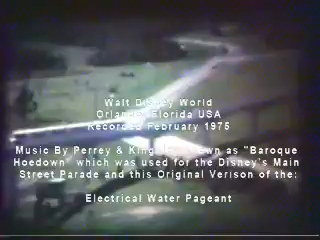 Walt Disney World
Orlando, Florida USA
Recorded February 1975
Music By Perrey & Kingsley known as "Baroque
Hoedown" which was used for the Disney's Main
Street Parade and this Original Verison of the:
Electrical Water Pageant